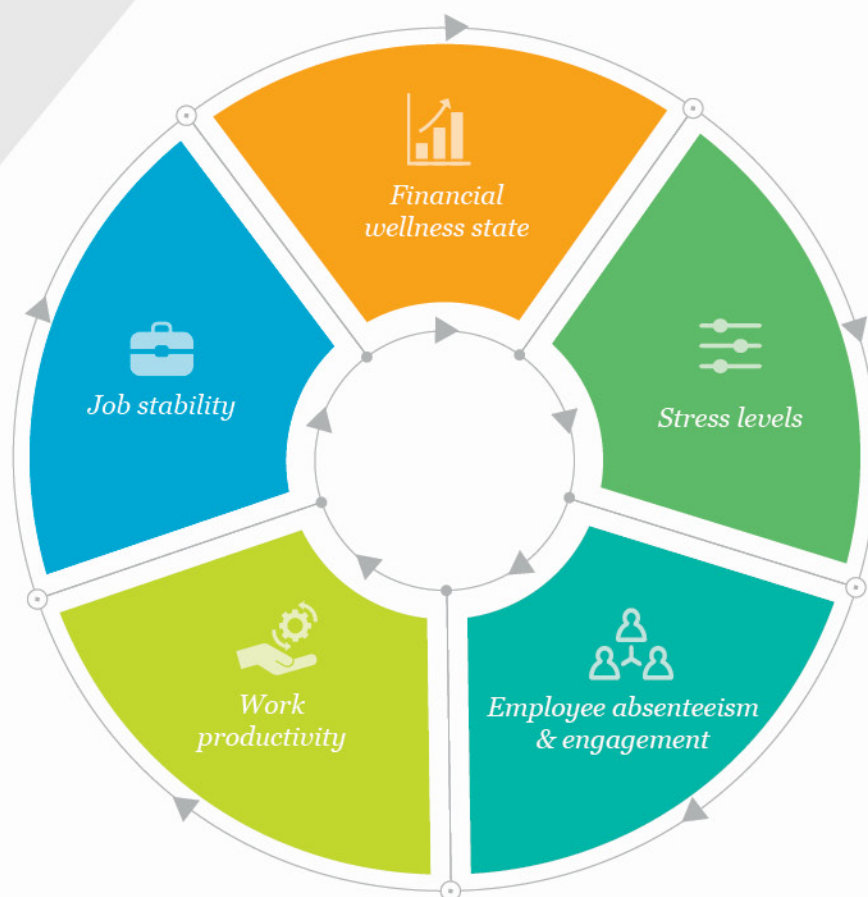 Financial
wellness state
Stress levels
Employee absenteeism
& engagement
Work
productivity
Job stability